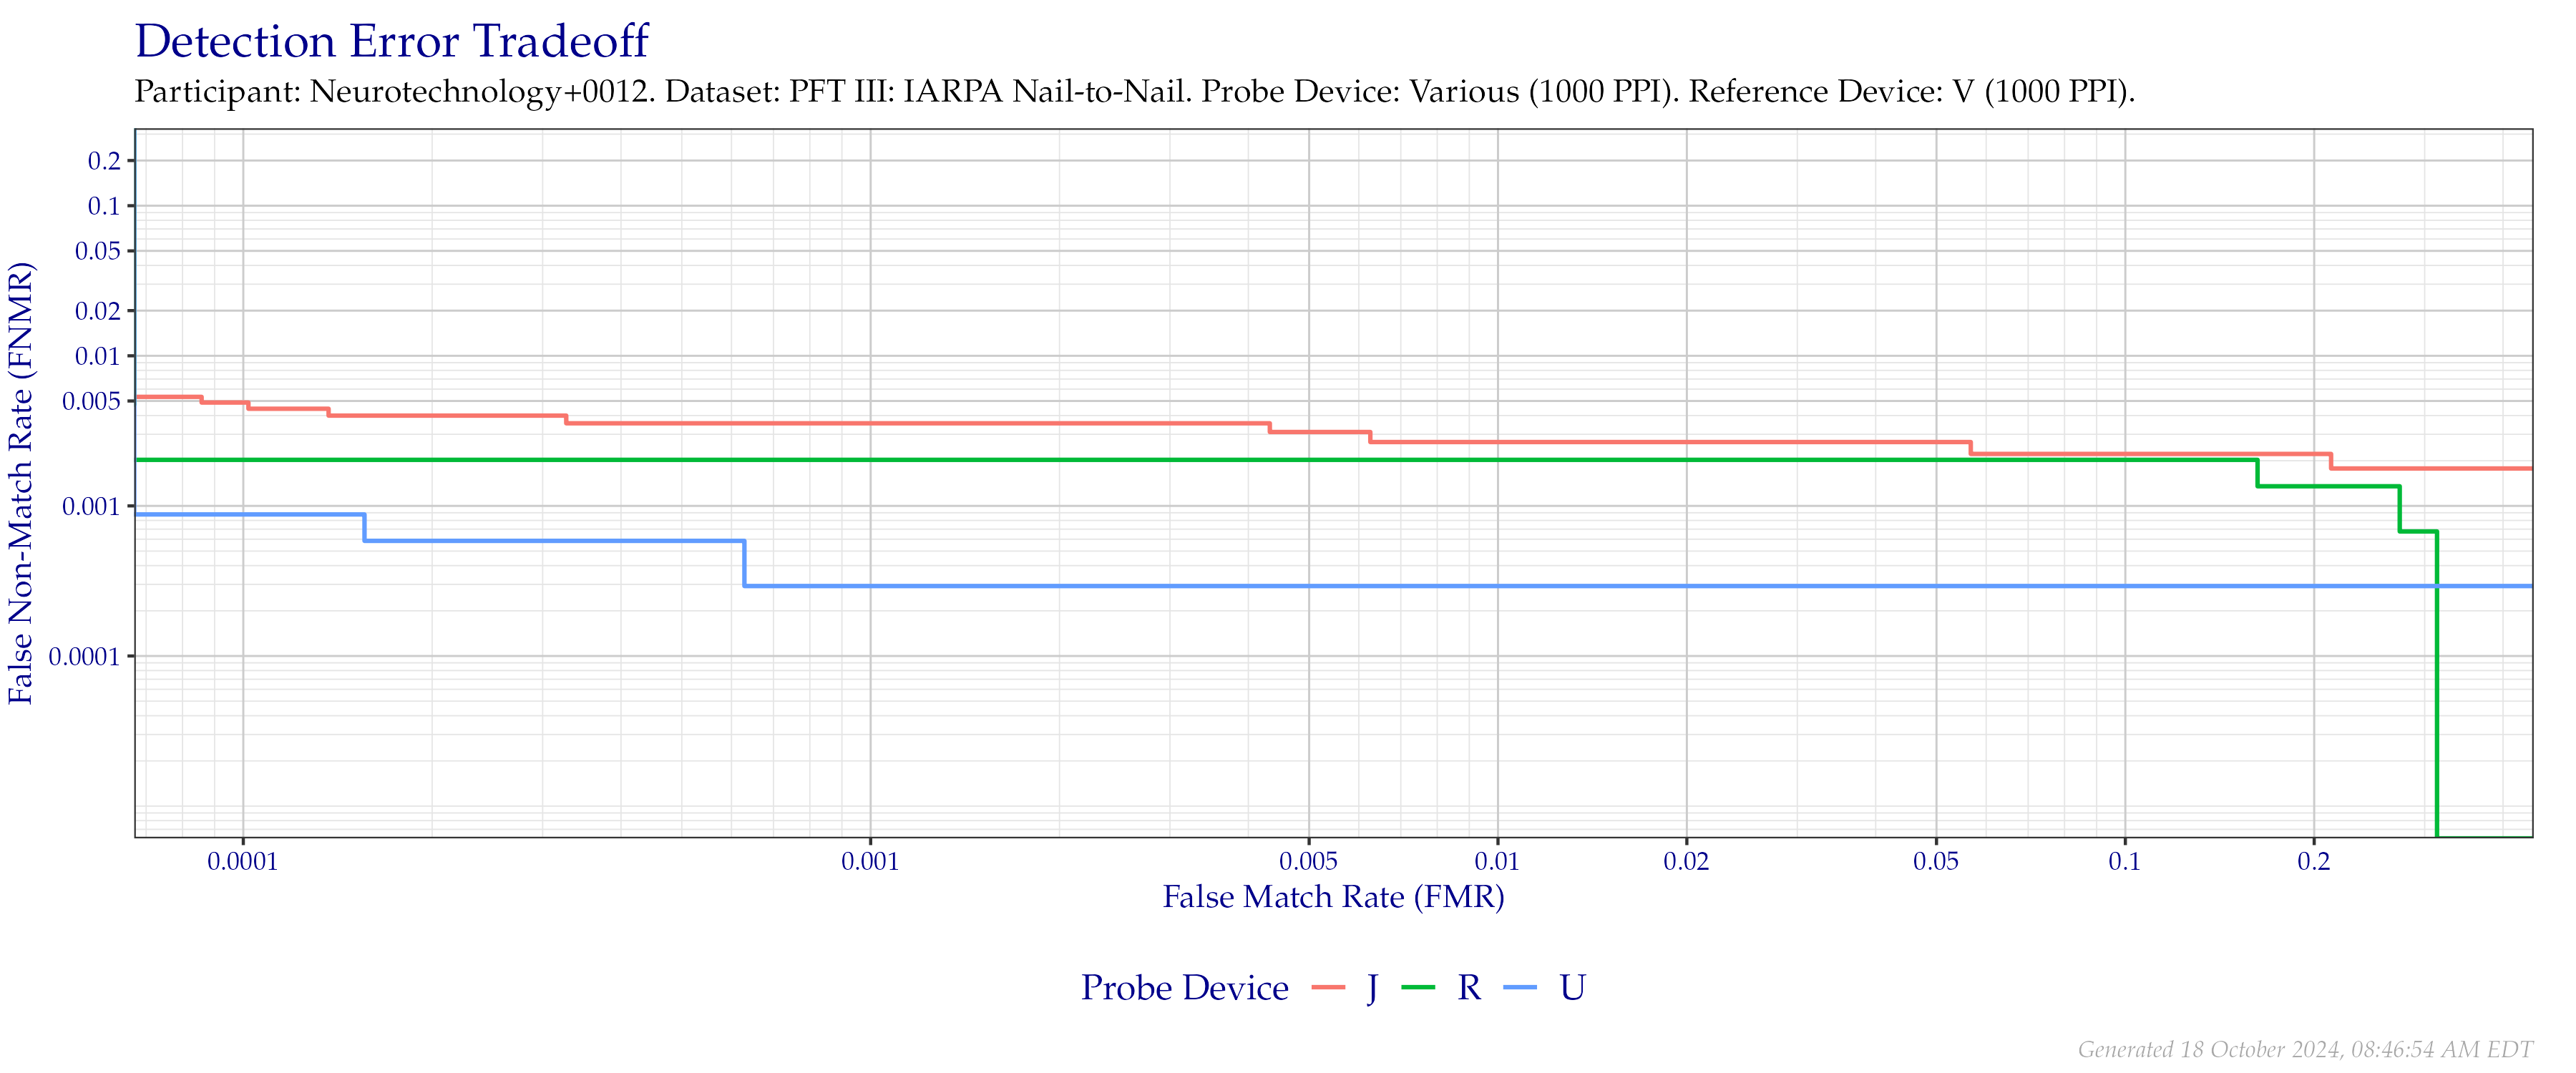 Detection Error Tradeoff
Participant: Neurotechnology+0012. Dataset: PFT III: IARPA Nail-to-Nail. Probe Device: Various (1000 PPI). Reference Device: V (1000 PPI).
False Non-Match Rate (FNMR)
0.2
0.1
0.05
0.02
0.01
0.005
0.001
0.0001
0.0001 0.001 0.005 0.01 0.02 0.05 0.1 0.2
False Match Rate (FMR)
Probe Device J R U
Generated 18 October 2024, 08:46:54 AM EDT